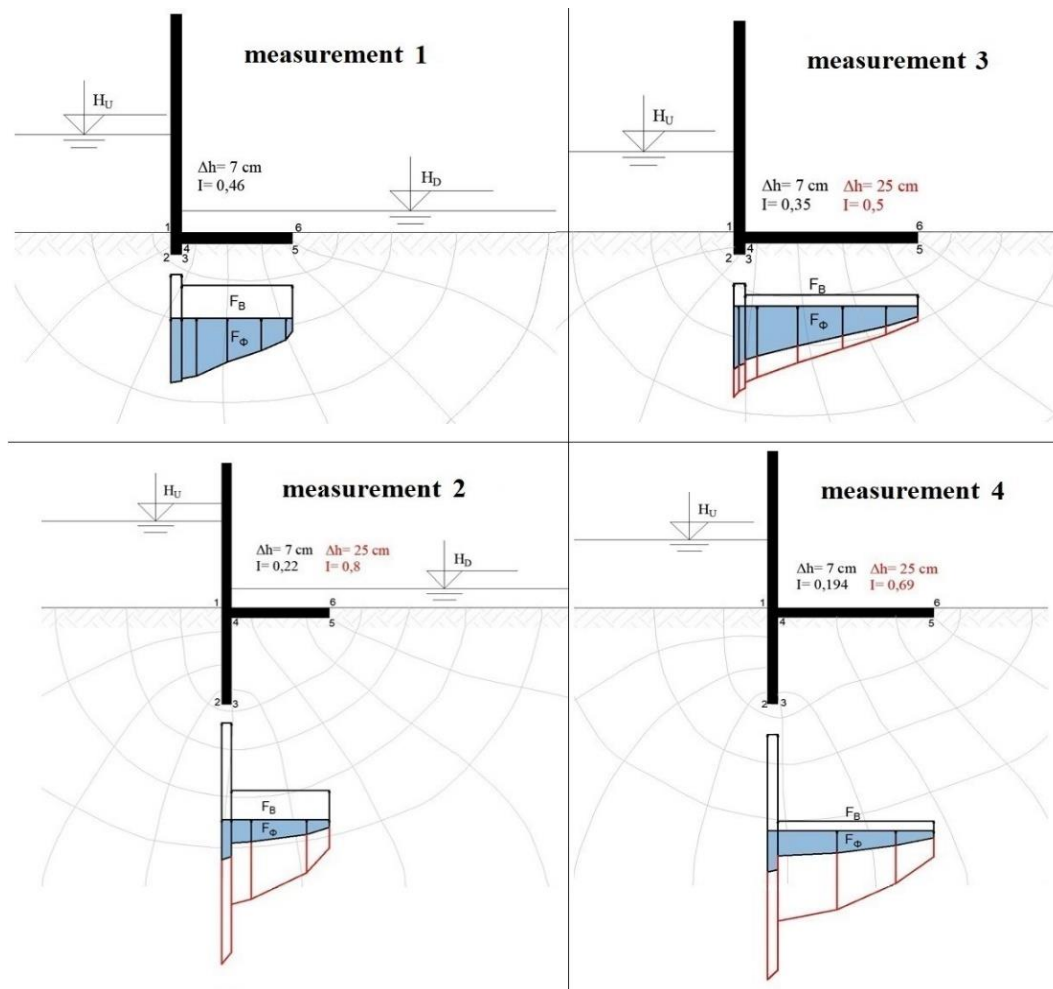 measurement 1
H_U
Δh= 7 cm
I= 0,46
H_D
1
6
2
4
3
5
F_B
F_Φ
measurement 3
H_U
Δh= 7 cm Δh= 25 cm
I= 0,35 I= 0,5
1
6
2
4
3
5
F_B
F_Φ
measurement 2
H_U
Δh= 7 cm Δh= 25 cm
I= 0,22 I= 0,8
H_D
1
6
4
5
2 3
F_B
F_Φ
measurement 4
H_U
Δh= 7 cm Δh= 25 cm
I= 0,194 I= 0,69
1
6
4
5
2 3
F_B
F_Φ